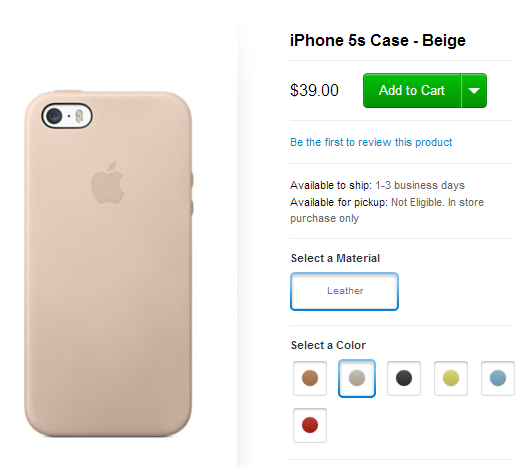 iPhone 5s Case - Beige
$39.00
Add to Cart
Be the first to review this product
Available to ship: 1-3 business days
Available for pickup: Not Eligible. In store
purchase only
Select a Material
Leather
Select a Color